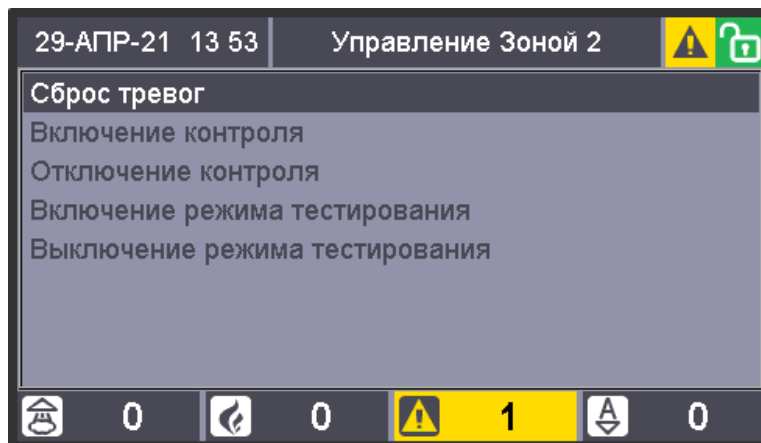 29-АПР-21 13 53 Управление Зоной 2
Сброс тревог
Включение контроля
Отключение контроля
Включение режима тестирования
Выключение режима тестирования
0 0 1 A 0